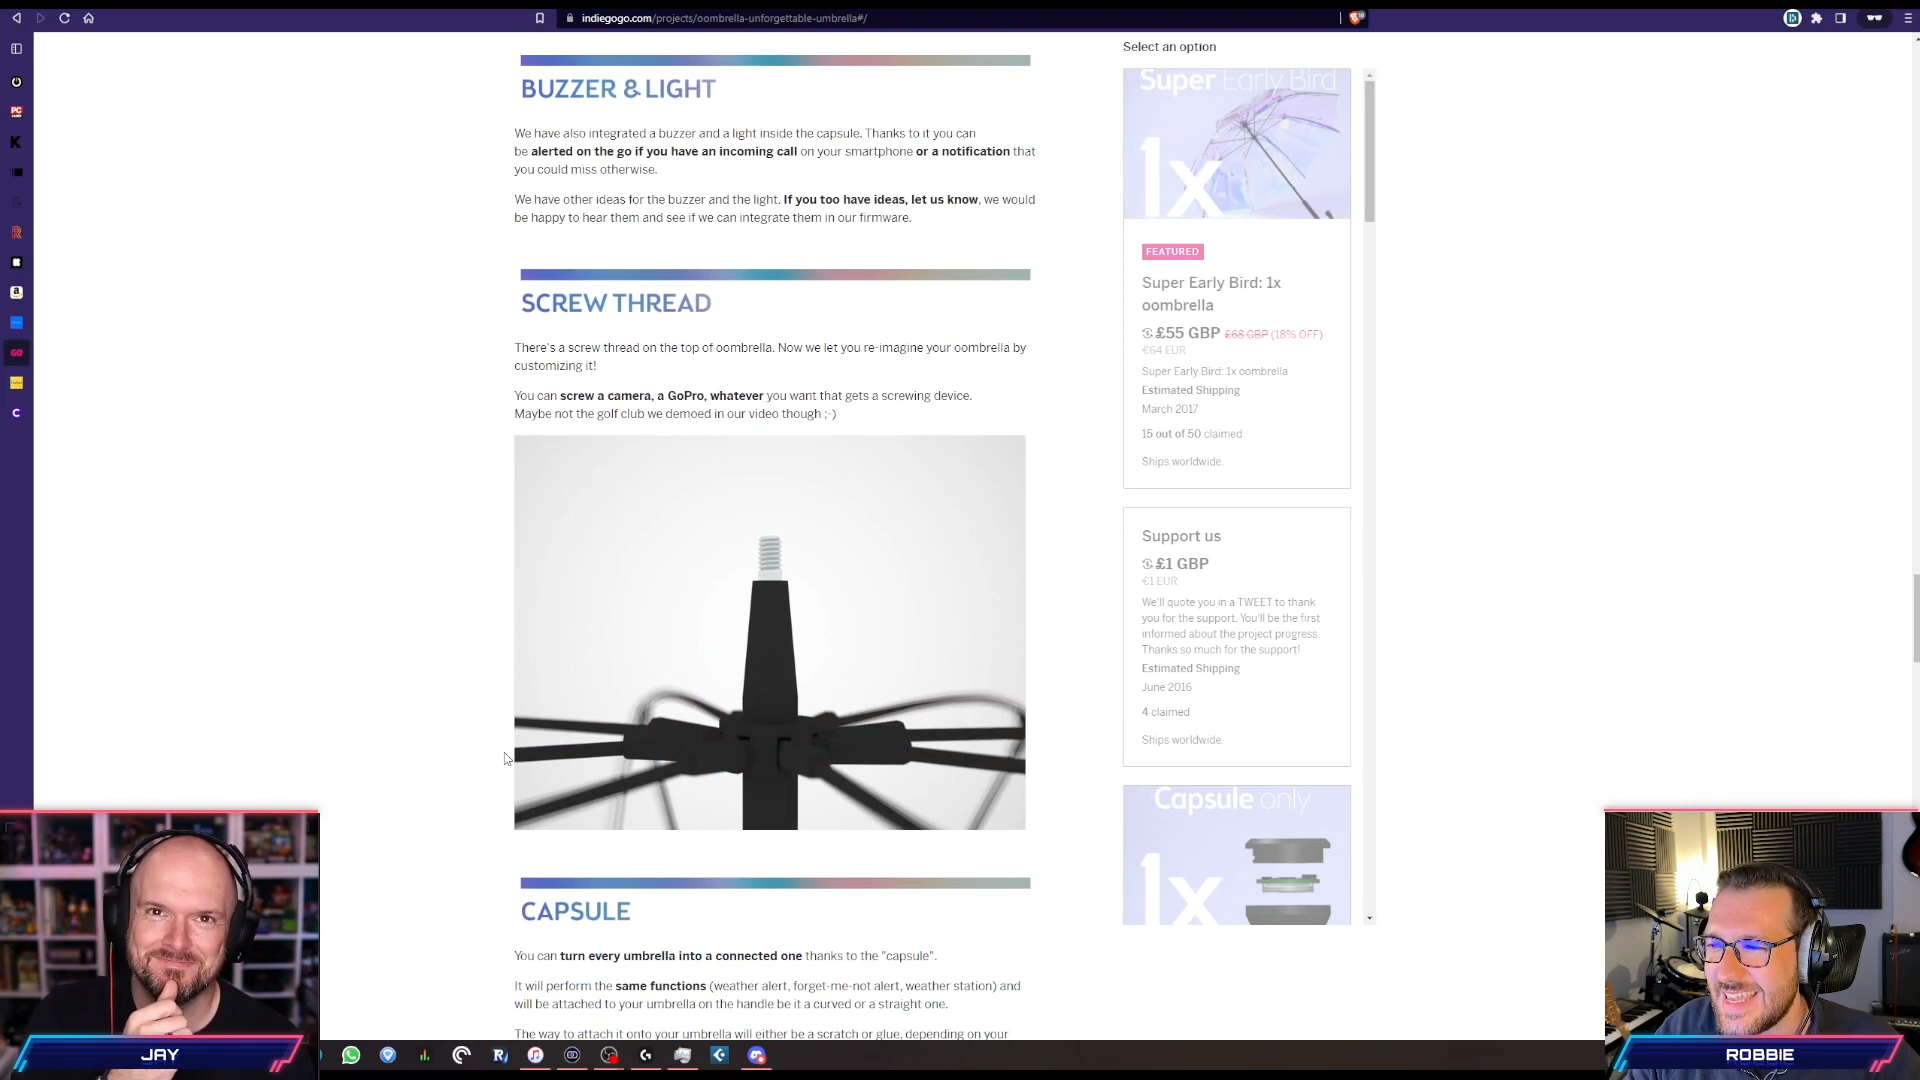 indiegogo.com/projects/oombrella-unforgettable-umbrella#/
BUZZER & LIGHT
We have also integrated a buzzer and a light inside the capsule. Thanks to it you can
be alerted on the go if you have an incoming call on your smartphone or a notification that
you could miss otherwise.
We have other ideas for the buzzer and the light. If you too have ideas, let us know, we would
be happy to hear them and see if we can integrate them in our firmware.
SCREW THREAD
There's a screw thread on the top of oombrella. Now we let you re-imagine your oombrella by
customizing it!
You can screw a camera, a GoPro, whatever you want that gets a screwing device.
Maybe not the golf club we demoed in our video though ;-)
CAPSULE
You can turn every umbrella into a connected one thanks to the "capsule".
It will perform the same functions (weather alert, forget-me-not alert, weather station) and
will be attached to your umbrella on the handle be it a curved or a straight one.
The way to attach it onto your umbrella will either be a scratch or glue, depending on your
Select an option
Super Early Bird
1x
FEATURED
Super Early Bird: 1x
oombrella
£55 GBP £68 GBP (18% OFF)
€64 EUR
Super Early Bird: 1x oombrella
Estimated Shipping
March 2017
15 out of 50 claimed
Ships worldwide.
Support us
£1 GBP
€1 EUR
We'll quote you in a TWEET to thank
you for the support. You'll be the first
informed about the project progress.
Thanks so much for the support!
Estimated Shipping
June 2016
4 claimed
Ships worldwide.
Capsule only
1x
PC
K
R
a
GO
C
JAY
ROBBIE